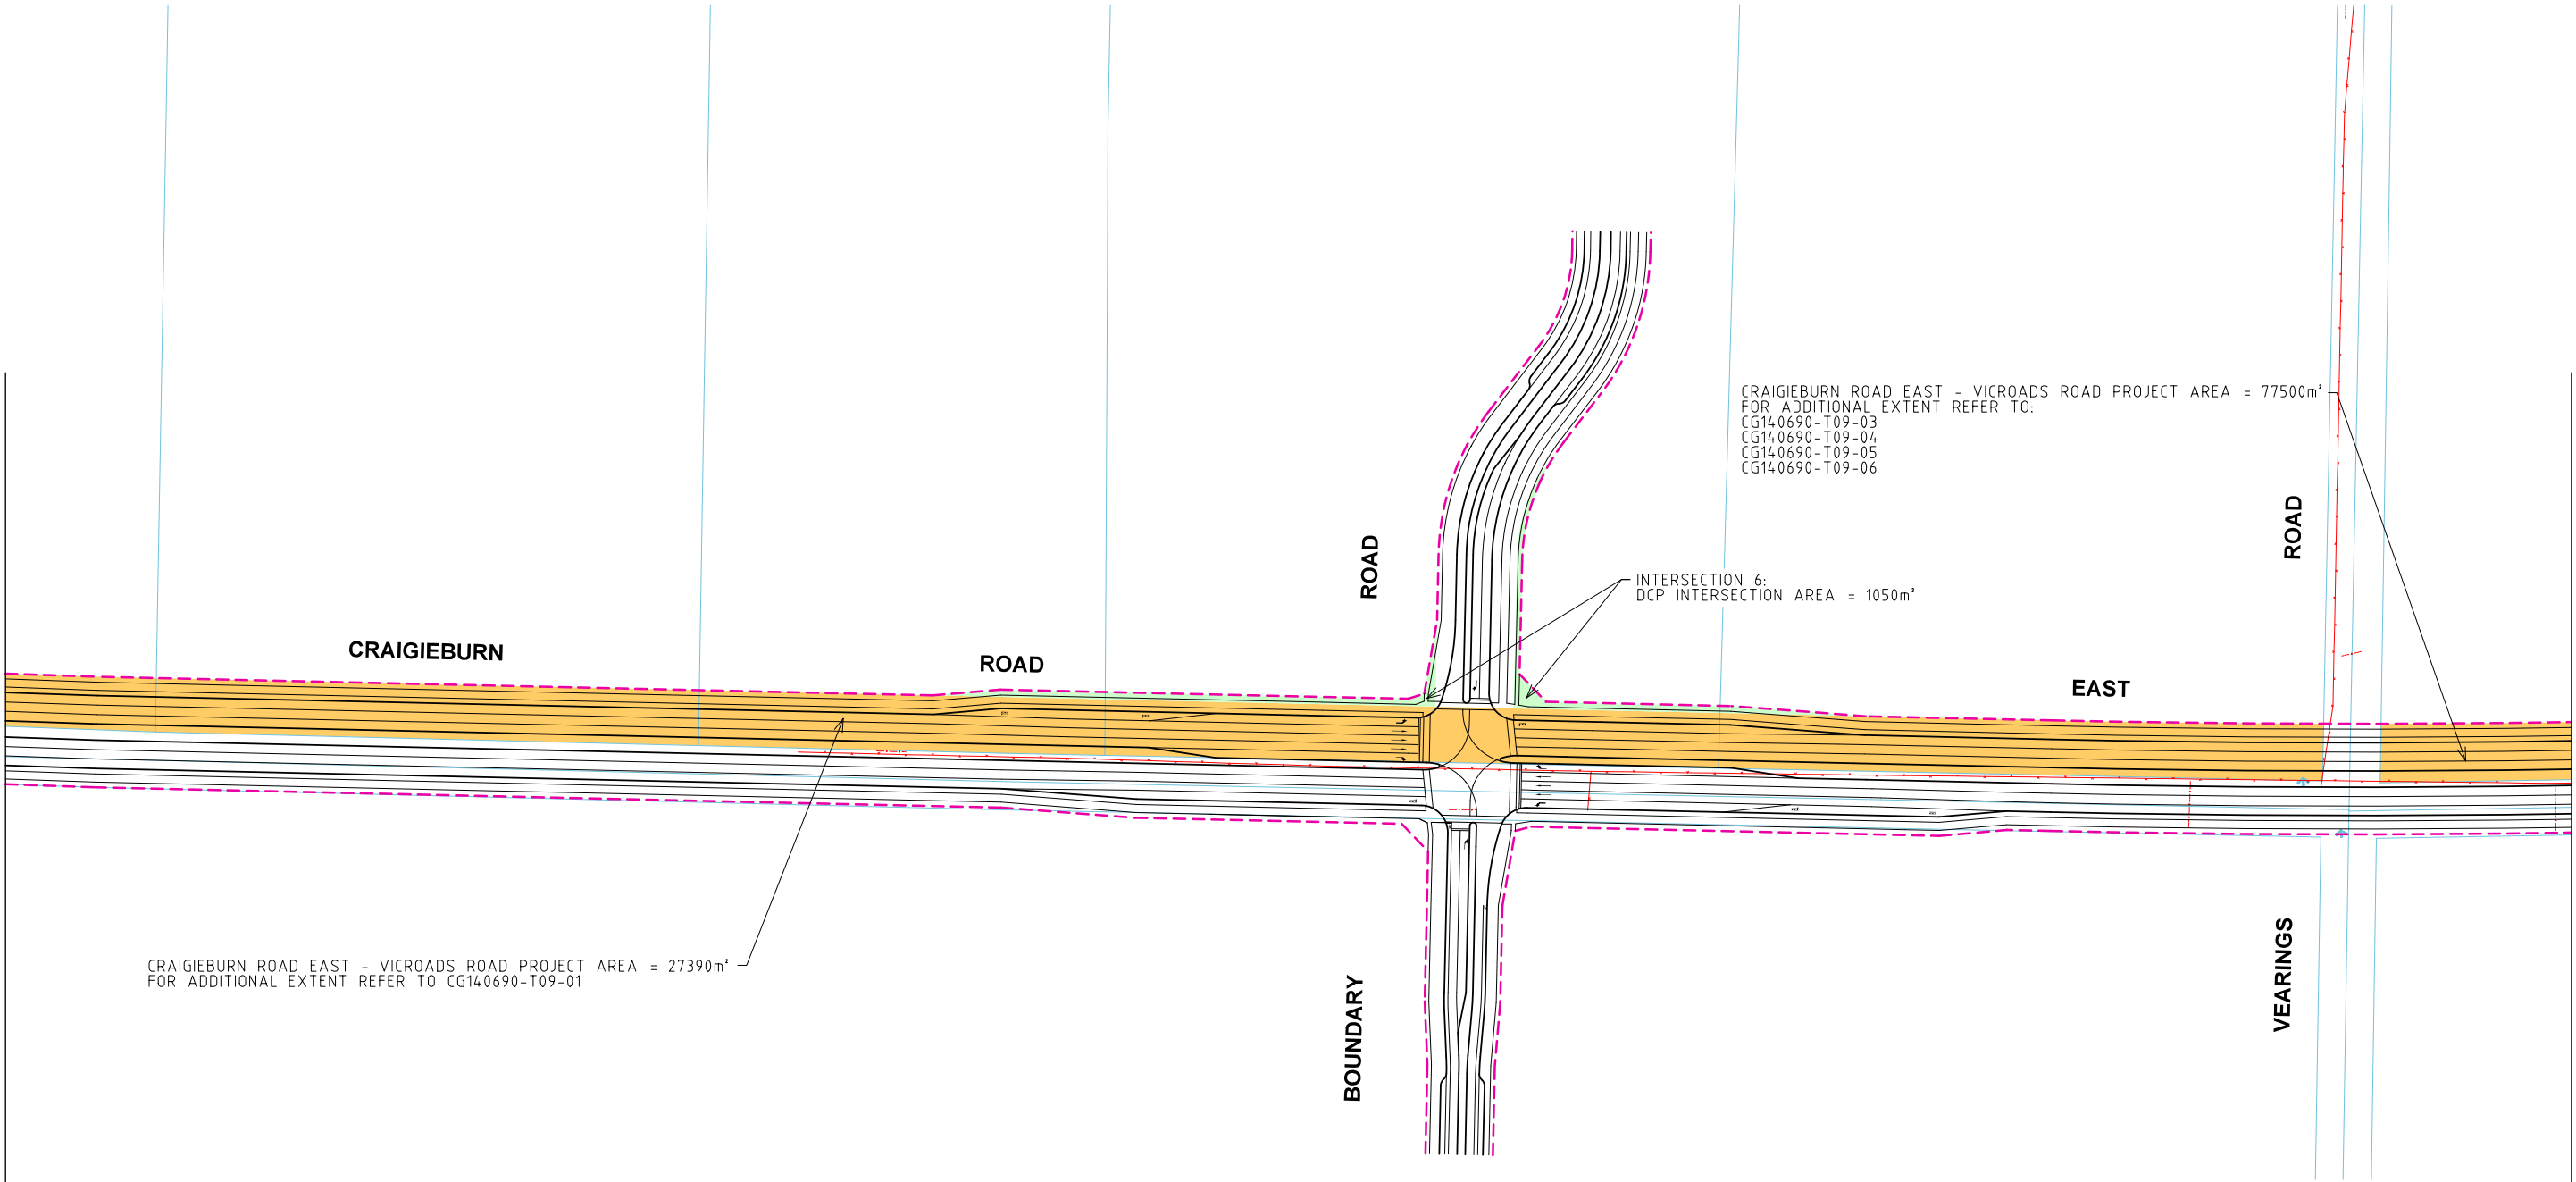 CRAIGIEBURN ROAD EAST - VICROADS ROAD PROJECT AREA = 77500m²
FOR ADDITIONAL EXTENT REFER TO:
CG140690-T09-03
CG140690-T09-04
CG140690-T09-05
CG140690-T09-06
ROAD
ROAD
INTERSECTION 6:
DCP INTERSECTION AREA = 1050m²
CRAIGIEBURN
ROAD
EAST
CRAIGIEBURN ROAD EAST - VICROADS ROAD PROJECT AREA = 27390m²
FOR ADDITIONAL EXTENT REFER TO CG140690-T09-01
BOUNDARY
VEARINGS